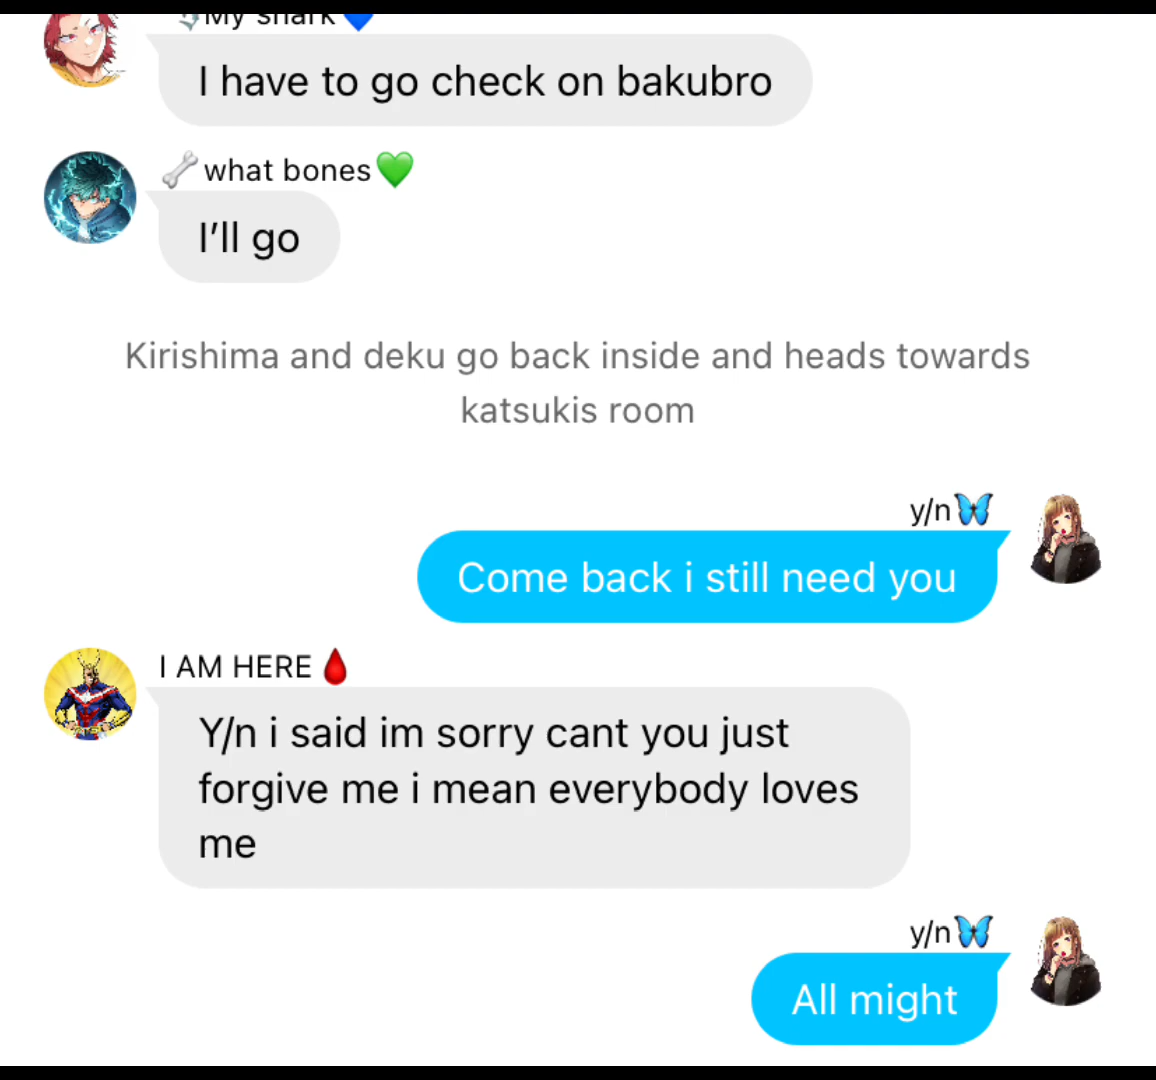 My shark💙
I have to go check on bakubro
🦴what bones💚
I'll go
Kirishima and deku go back inside and heads towards
katsukis room
y/n🦋
Come back i still need you
I AM HERE🩸
Y/n i said im sorry cant you just
forgive me i mean everybody loves
me
y/n🦋
All might